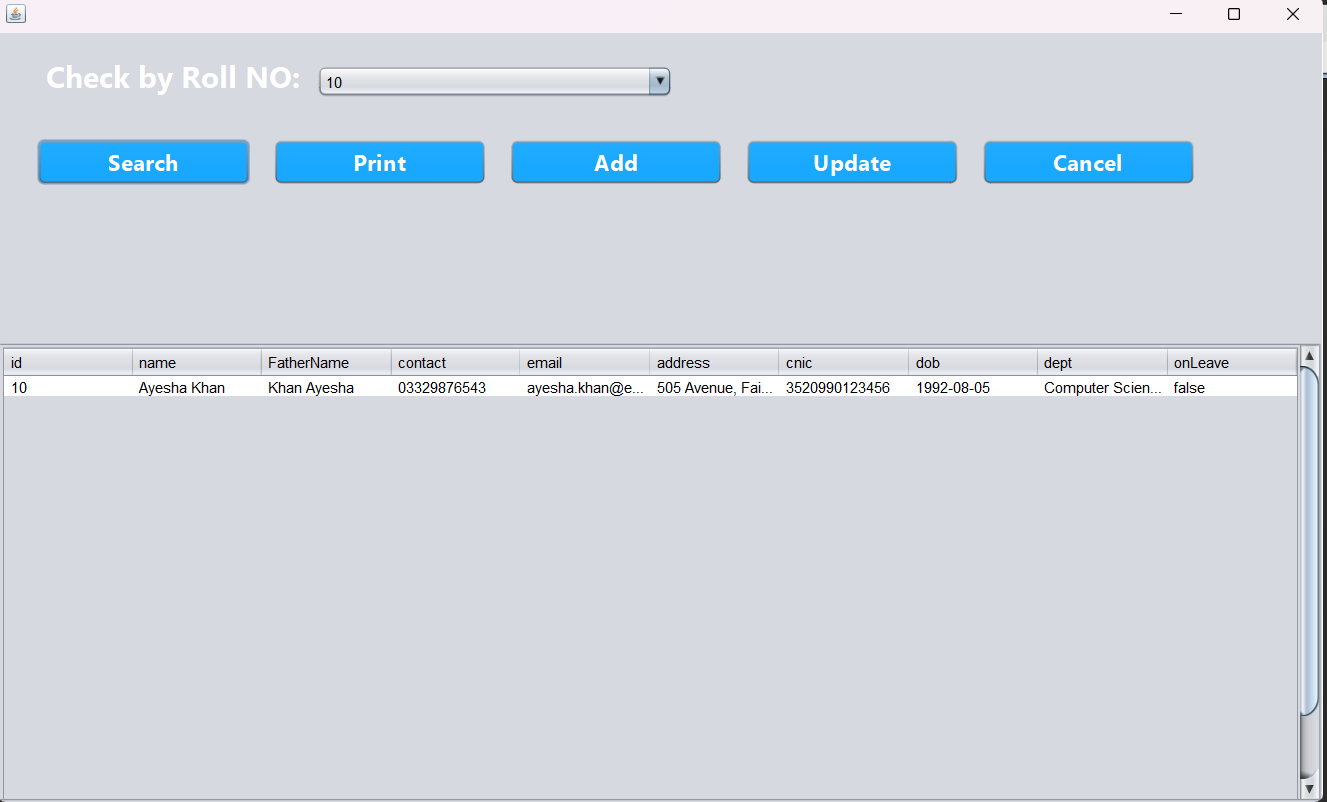 Check by Roll NO: 10
Search Print Add Update Cancel
id name FatherName contact email address cnic dob dept onLeave
10 Ayesha Khan Khan Ayesha 03329876543 ayesha.khan@e... 505 Avenue, Fai... 3520990123456 1992-08-05 Computer Scien... false